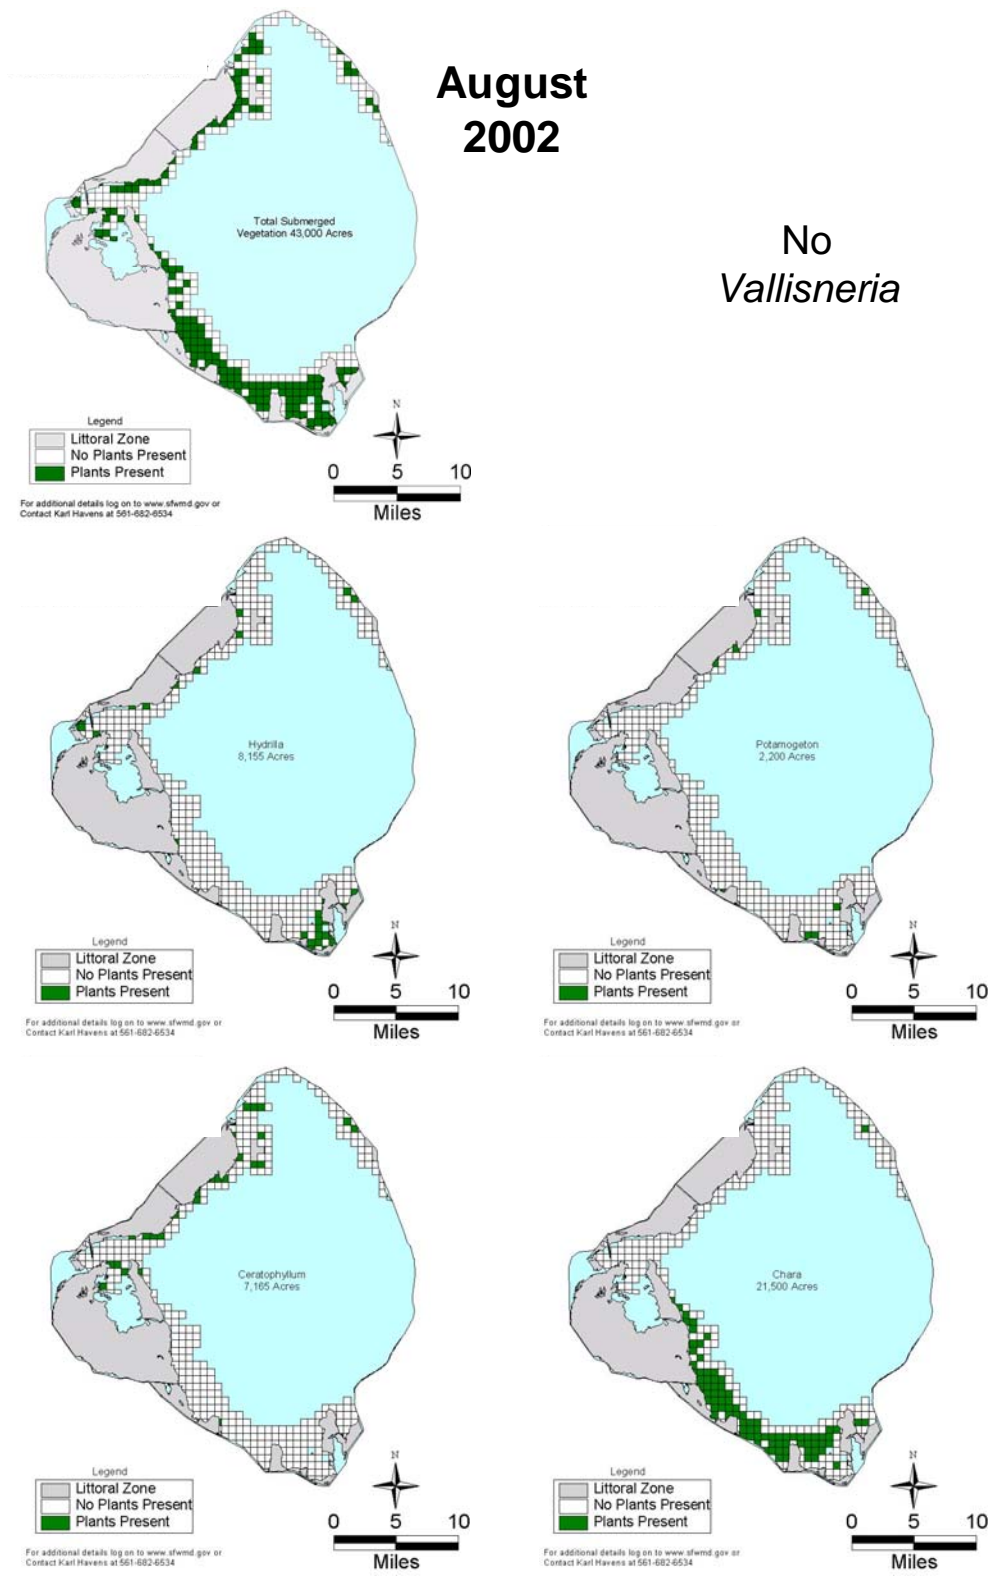 August
2002
No
Vallisneria
Total Submerged
Vegetation 43,000 Acres
Legend
Littoral Zone
No Plants Present
Plants Present
For additional details log on to www.sfwmd.gov or
Contact Karl Havens at 561-682-6534
N
0 5 10
Miles
Hydrilla
8,155 Acres
Legend
Littoral Zone
No Plants Present
Plants Present
For additional details log on to www.sfwmd.gov or
Contact Karl Havens at 561-682-6534
N
0 5 10
Miles
Potamogeton
2,200 Acres
Legend
Littoral Zone
No Plants Present
Plants Present
For additional details log on to www.sfwmd.gov or
Contact Karl Havens at 561-682-6534
N
0 5 10
Miles
Ceratophyllum
7,165 Acres
Legend
Littoral Zone
No Plants Present
Plants Present
For additional details log on to www.sfwmd.gov or
Contact Karl Havens at 561-682-6534
N
0 5 10
Miles
Chara
21,500 Acres
Legend
Littoral Zone
No Plants Present
Plants Present
For additional details log on to www.sfwmd.gov or
Contact Karl Havens at 561-682-6534
N
0 5 10
Miles